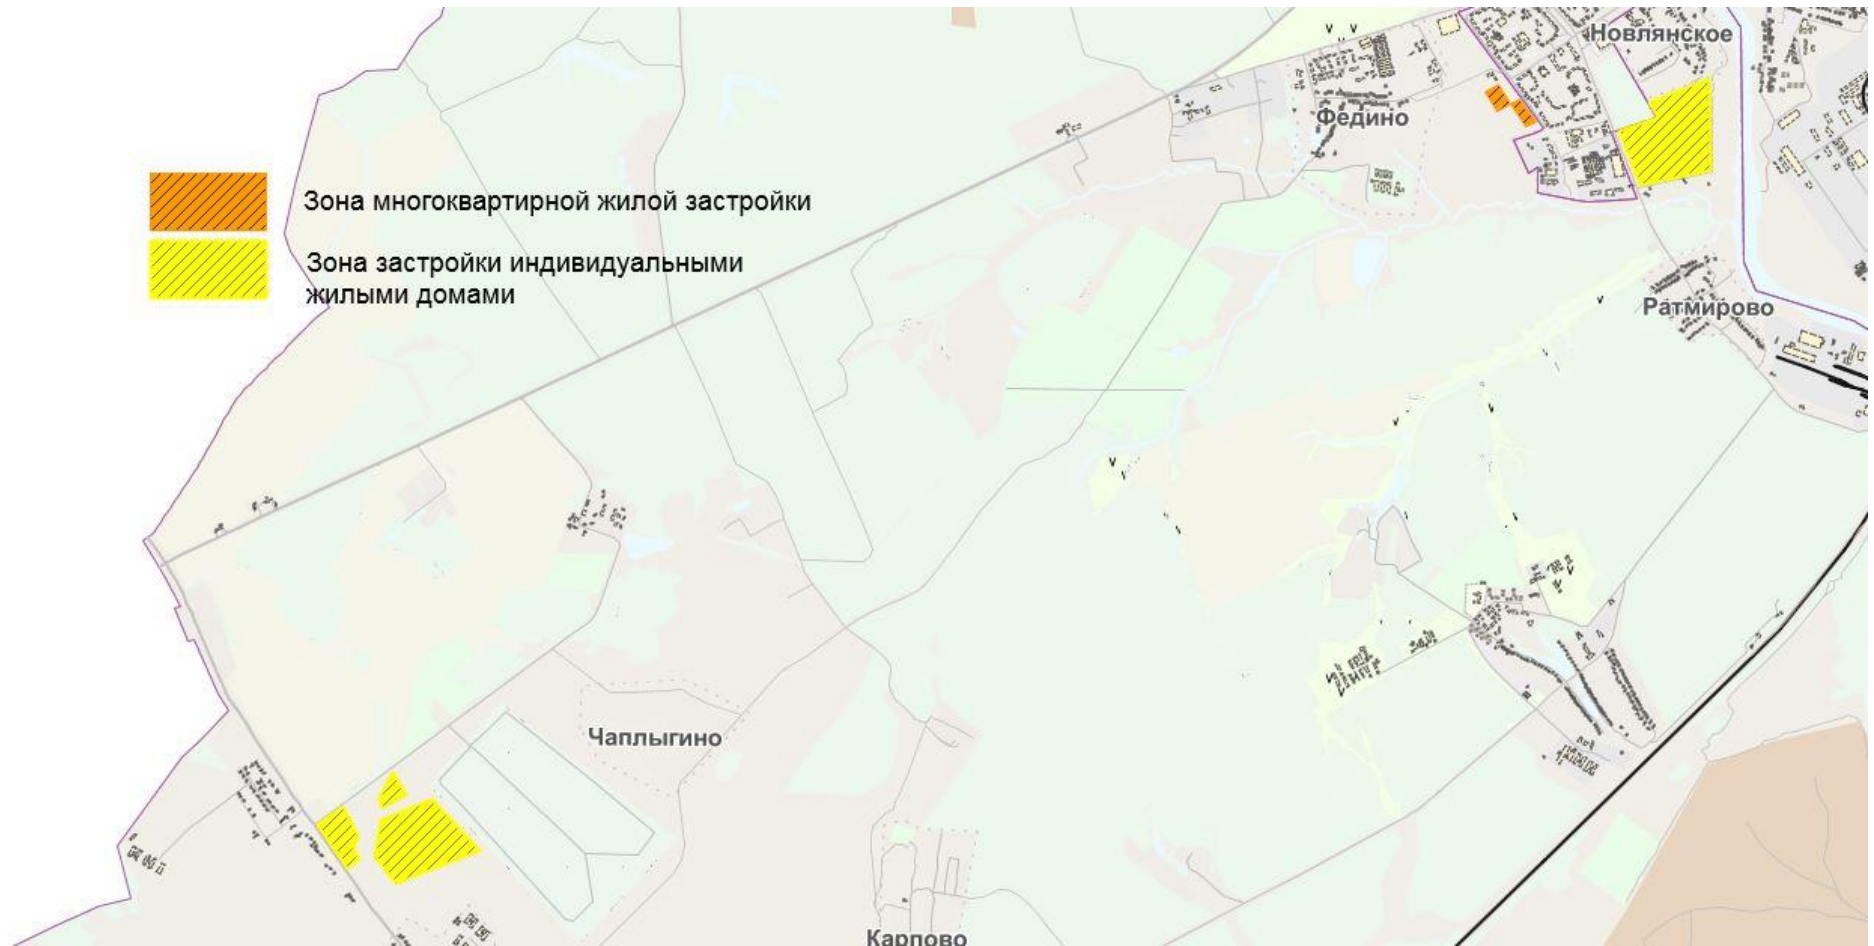 Новлянское
Федино
Зона многоквартирной жилой застройки
Зона застройки индивидуальными
жилыми домами
Ратмирово
Чаплыгино
Карпово